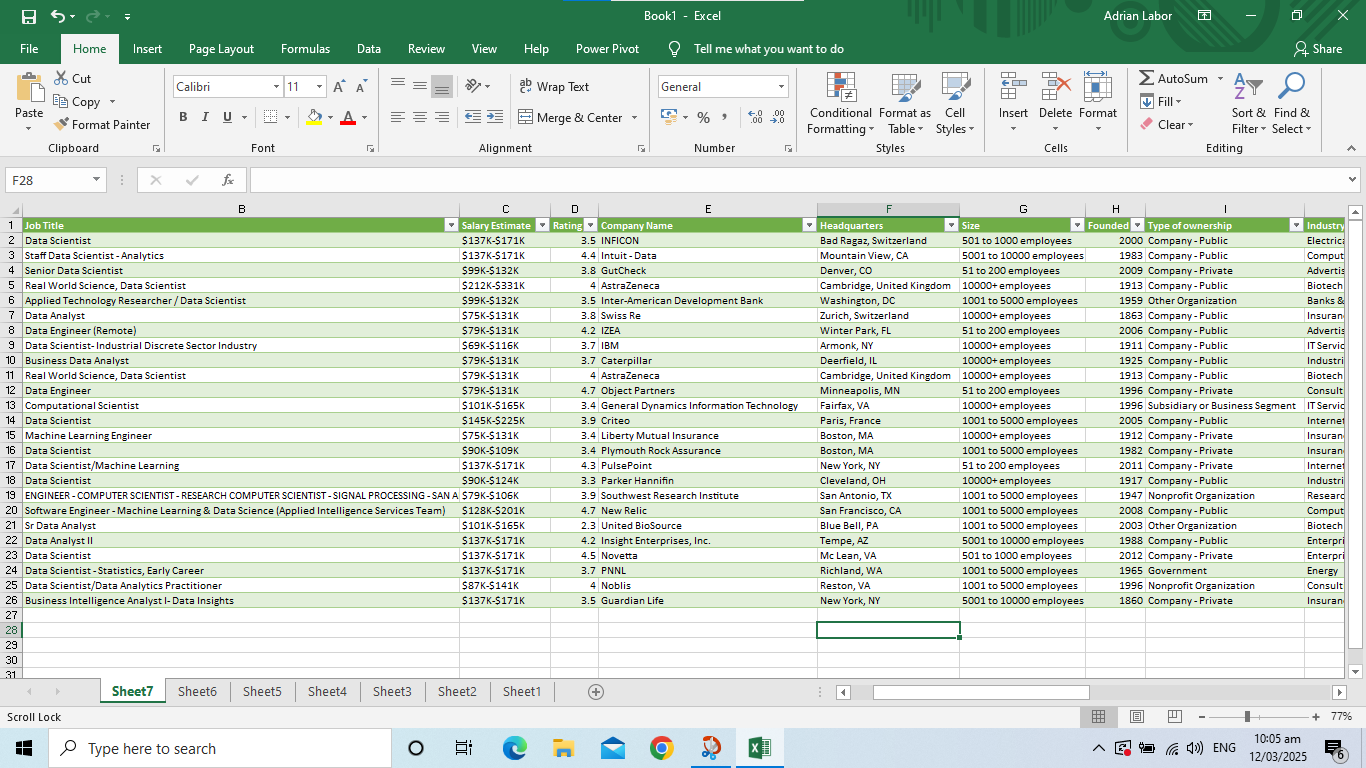 Book1 - Excel
Adrian Labor
File Home Insert Page Layout Formulas Data Review View Help Power Pivot Tell me what you want to do Share
Paste Cut Copy Format Painter Clipboard
Calibri 11 A A B I U A Font
Wrap Text Merge & Center Alignment
General % , Number
Conditional Formatting Format as Table Cell Styles Styles
Insert Delete Format Cells
AutoSum Fill Clear Sort & Filter Find & Select Editing
F28 fx
B C D E F G H I
1 Job Title Salary Estimate Rating Company Name Headquarters Size Founded Type of ownership Industry
2 Data Scientist $137K-$171K 3.5 INFICON Bad Ragaz, Switzerland 501 to 1000 employees 2000 Company - Public Electrica
3 Staff Data Scientist - Analytics $137K-$171K 4.4 Intuit - Data Mountain View, CA 5001 to 10000 employees 1983 Company - Public Comput
4 Senior Data Scientist $99K-$132K 3.8 GutCheck Denver, CO 51 to 200 employees 2009 Company - Private Advertis
5 Real World Science, Data Scientist $212K-$331K 4 AstraZeneca Cambridge, United Kingdom 10000+ employees 1913 Company - Public Biotech
6 Applied Technology Researcher / Data Scientist $99K-$132K 3.5 Inter-American Development Bank Washington, DC 1001 to 5000 employees 1959 Other Organization Banks &
7 Data Analyst $75K-$131K 3.8 Swiss Re Zurich, Switzerland 10000+ employees 1863 Company - Public Insuran
8 Data Engineer (Remote) $79K-$131K 4.2 IZEA Winter Park, FL 51 to 200 employees 2006 Company - Public Advertis
9 Data Scientist- Industrial Discrete Sector Industry $69K-$116K 3.7 IBM Armonk, NY 10000+ employees 1911 Company - Public IT Servic
10 Business Data Analyst $79K-$131K 3.7 Caterpillar Deerfield, IL 10000+ employees 1925 Company - Public Industri
11 Real World Science, Data Scientist $79K-$131K 4 AstraZeneca Cambridge, United Kingdom 10000+ employees 1913 Company - Public Biotech
12 Data Engineer $79K-$131K 4.7 Object Partners Minneapolis, MN 51 to 200 employees 1996 Company - Private Consult
13 Computational Scientist $101K-$165K 3.4 General Dynamics Information Technology Fairfax, VA 10000+ employees 1996 Subsidiary or Business Segment IT Servic
14 Data Scientist $145K-$225K 3.9 Criteo Paris, France 1001 to 5000 employees 2005 Company - Public Internet
15 Machine Learning Engineer $75K-$131K 3.4 Liberty Mutual Insurance Boston, MA 10000+ employees 1912 Company - Private Insuran
16 Data Scientist $90K-$109K 3.4 Plymouth Rock Assurance Boston, MA 1001 to 5000 employees 1982 Company - Private Insuran
17 Data Scientist/Machine Learning $137K-$171K 4.3 PulsePoint New York, NY 51 to 200 employees 2011 Company - Private Internet
18 Data Scientist $90K-$124K 3.3 Parker Hannifin Cleveland, OH 10000+ employees 1917 Company - Public Industri
19 ENGINEER - COMPUTER SCIENTIST - RESEARCH COMPUTER SCIENTIST - SIGNAL PROCESSING - SAN A $79K-$106K 3.9 Southwest Research Institute San Antonio, TX 1001 to 5000 employees 1947 Nonprofit Organization Researc
20 Software Engineer - Machine Learning & Data Science (Applied Intelligence Services Team) $128K-$201K 4.7 New Relic San Francisco, CA 1001 to 5000 employees 2008 Company - Public Comput
21 Sr Data Analyst $101K-$165K 2.3 United BioSource Blue Bell, PA 1001 to 5000 employees 2003 Other Organization Biotech
22 Data Analyst II $137K-$171K 4.2 Insight Enterprises, Inc. Tempe, AZ 5001 to 10000 employees 1988 Company - Public Enterpri
23 Data Scientist $137K-$171K 4.5 Novetta Mc Lean, VA 501 to 1000 employees 2012 Company - Private Enterpri
24 Data Scientist - Statistics, Early Career $137K-$171K 3.7 PNNL Richland, WA 1001 to 5000 employees 1965 Government Energy
25 Data Scientist/Data Analytics Practitioner $87K-$141K 4 Noblis Reston, VA 1001 to 5000 employees 1996 Nonprofit Organization Consult
26 Business Intelligence Analyst I- Data Insights $137K-$171K 3.5 Guardian Life New York, NY 5001 to 10000 employees 1860 Company - Private Insuran
27
28
29
30
31
Sheet7 Sheet6 Sheet5 Sheet4 Sheet3 Sheet2 Sheet1
Scroll Lock 77%
Type here to search ENG 10:05 am
12/03/2025 6